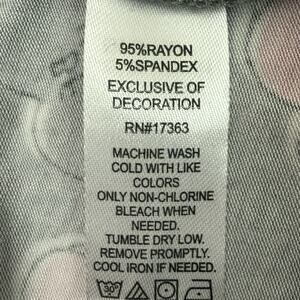 95%RAYON
5%SPANDEX
EXCLUSIVE OF
DECORATION
RN#17363
MACHINE WASH
COLD WITH LIKE
COLORS
ONLY NON-CHLORINE
BLEACH WHEN
NEEDED.
TUMBLE DRY LOW.
REMOVE PROMPTLY.
COOL IRON IF NEEDED.
30°